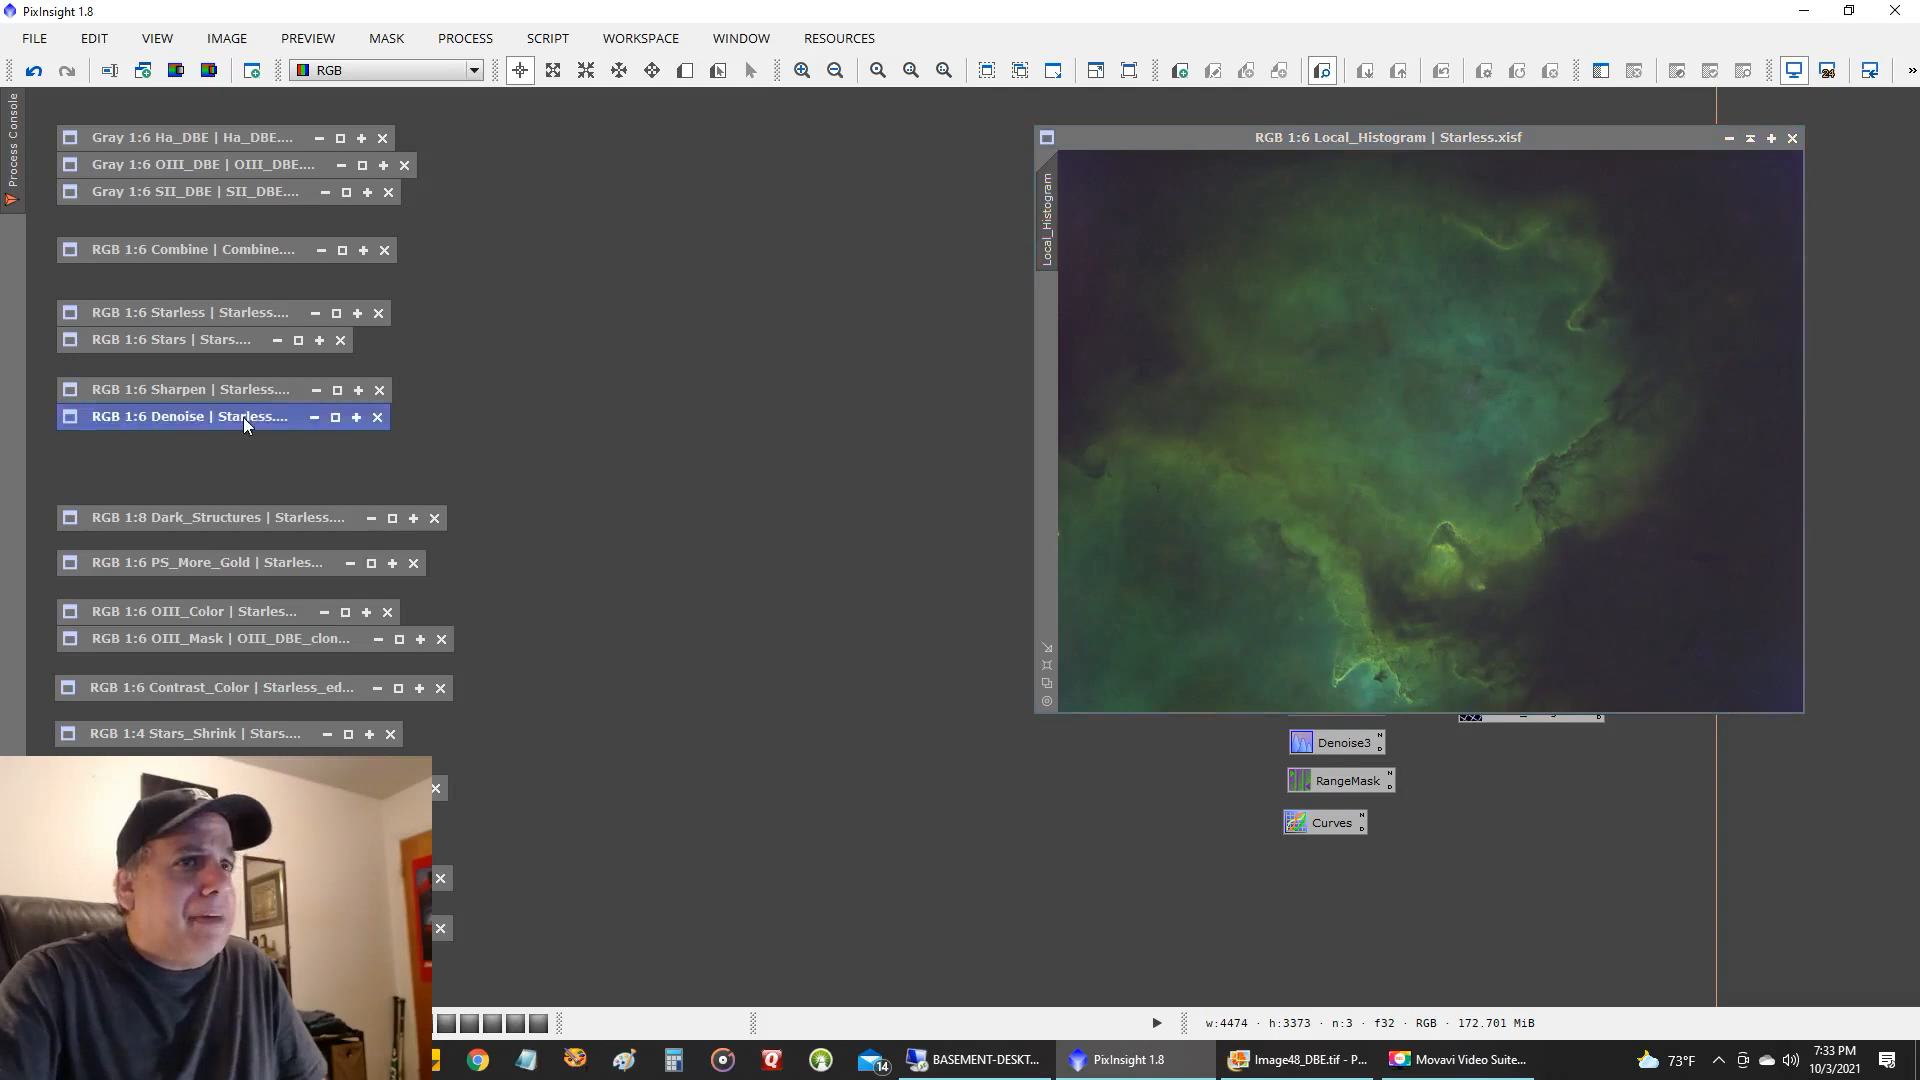 PixInsight 1.8
FILE EDIT VIEW IMAGE PREVIEW MASK PROCESS SCRIPT WORKSPACE WINDOW RESOURCES
RGB
24
Process Console
Gray 1:6 Ha_DBE | Ha_DBE....
Gray 1:6 OIII_DBE | OIII_DBE....
Gray 1:6 SII_DBE | SII_DBE....
RGB 1:6 Combine | Combine....
RGB 1:6 Starless | Starless....
RGB 1:6 Stars | Stars....
RGB 1:6 Sharpen | Starless....
RGB 1:6 Denoise | Starless....
RGB 1:8 Dark_Structures | Starless....
RGB 1:6 PS_More_Gold | Starles...
RGB 1:6 OIII_Color | Starles...
RGB 1:6 OIII_Mask | OIII_DBE_clon...
RGB 1:6 Contrast_Color | Starless_ed...
RGB 1:4 Stars_Shrink | Stars....
RGB 1:6 Local_Histogram | Starless.xisf
Local_Histogram
Denoise3 N D
RangeMask N D
Curves N D
w:4474 · h:3373 · n:3 · f32 · RGB · 172.701 MiB
14
BASEMENT-DESKT...
PixInsight 1.8
Image48_DBE.tif - P...
Movavi Video Suite...
73°F
7:33 PM
10/3/2021